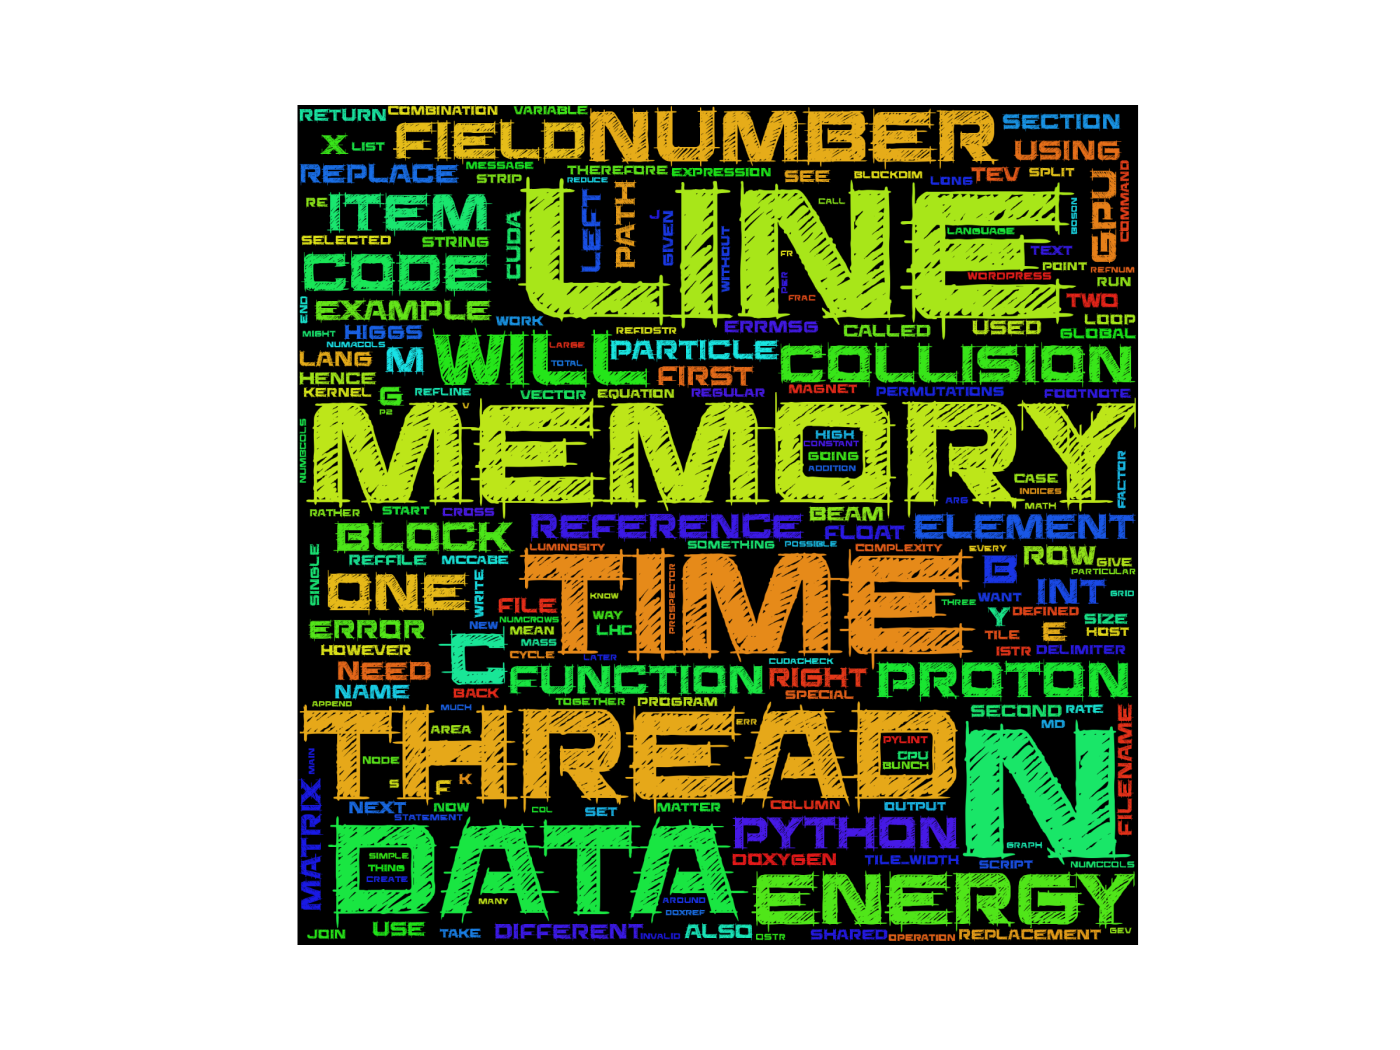 RETURN COMBINATION VARIABLE
FIELD NUMBER SECTION
X LIST USING
REPLACE MESSAGE STRIP THEREFORE REDUCE EXPRESSION SEE BLOCKDIM LONG TEV SPLIT
RE ITEM CUDA LEFT PATH L GIVEN WITHOUT LINE CALL BOSON GPU COMMAND
SELECTED STRING LANGUAGE TEXT
CODE FR PER FRAC WORDPRESS POINT REFNUM RUN
END EXAMPLE TWO
WORK REFIDSTR ERRMSG CALLED USED LOOP GLOBAL
MIGHT HIGGS NUMACOLS
LANG M WILL LARGE TOTAL PARTICLE FIRST COLLISION
HENCE
KERNEL G P2 REFLINE VECTOR EQUATION REGULAR MAGNET PERMUTATIONS FOOTNOTE
NUMBCOLS MEMORY V HIGH CONSTANT GOING ADDITION ARG CASE INDICES MATH FACTOR
RATHER START CROSS BEAM
BLOCK REFERENCE FLOAT ELEMENT
REFFILE MCCABE LUMINOSITY SOMETHING POSSIBLE COMPLEXITY EVERY ROW GIVE PARTICULAR
SINGLE ONE WRITE TIME KNOW PROSPECTOR B WANT INT GRID
FILE NUMCROWS WAY LHC THREE Y DEFINED SIZE
ERROR NEW MEAN MASS TILE E HOST
HOWEVER C CYCLE LATER CUDACHECK ISTR DELIMITER
NEED FUNCTION RIGHT PROTON
NAME BACK TOGETHER PROGRAM SPECIAL
APPEND MUCH SECOND RATE MD
THREAD AREA NODE S F K ERR PYLINT CPU BUNCH N FILENAME
MAIN MATRIX NEXT STATEMENT NOW COL SET MATTER COLUMN OUTPUT
DATA SIMPLE THING CREATE MANY AROUND DOXREF PYTHON GRAPH
DOXYGEN TILE_WIDTH SCRIPT NUMCCOLS
ENERGY
JOIN USE TAKE DIFFERENT INVALID ALSO OSTR SHARED OPERATION REPLACEMENT GEV